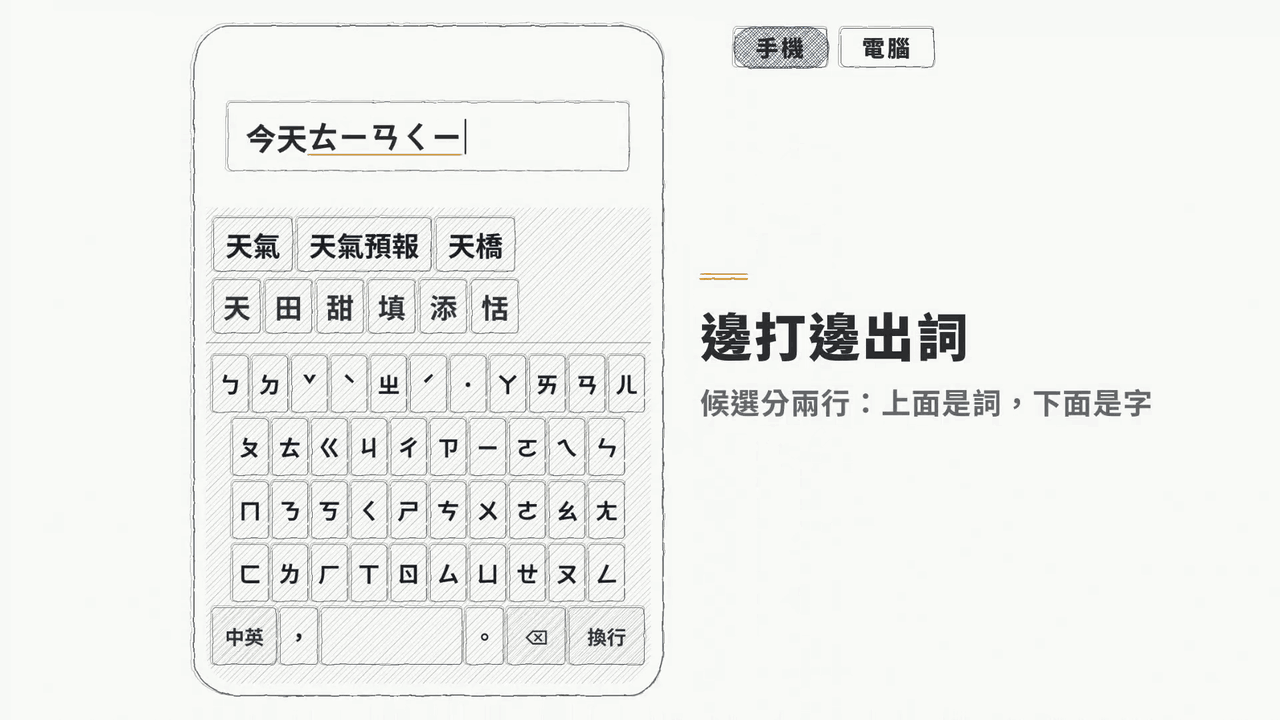 手機 電腦
今天ㄊㄧㄢㄑㄧ
天氣 天氣預報 天橋
天 田 甜 填 添 恬
ㄅ ㄉ ˇ ˋ ㄓ ˊ ˙ ㄚ ㄞ ㄢ ㄦ
ㄆ ㄊ ㄍ ㄐ ㄔ ㄗ ㄧ ㄛ ㄟ ㄣ
ㄇ ㄋ ㄎ ㄑ ㄕ ㄘ ㄨ ㄜ ㄠ ㄤ
ㄈ ㄌ ㄏ ㄒ ㄖ ㄙ ㄩ ㄝ ㄡ ㄥ
中英 , 。 ⌫ 換行
邊打邊出詞
候選分兩行：上面是詞，下面是字